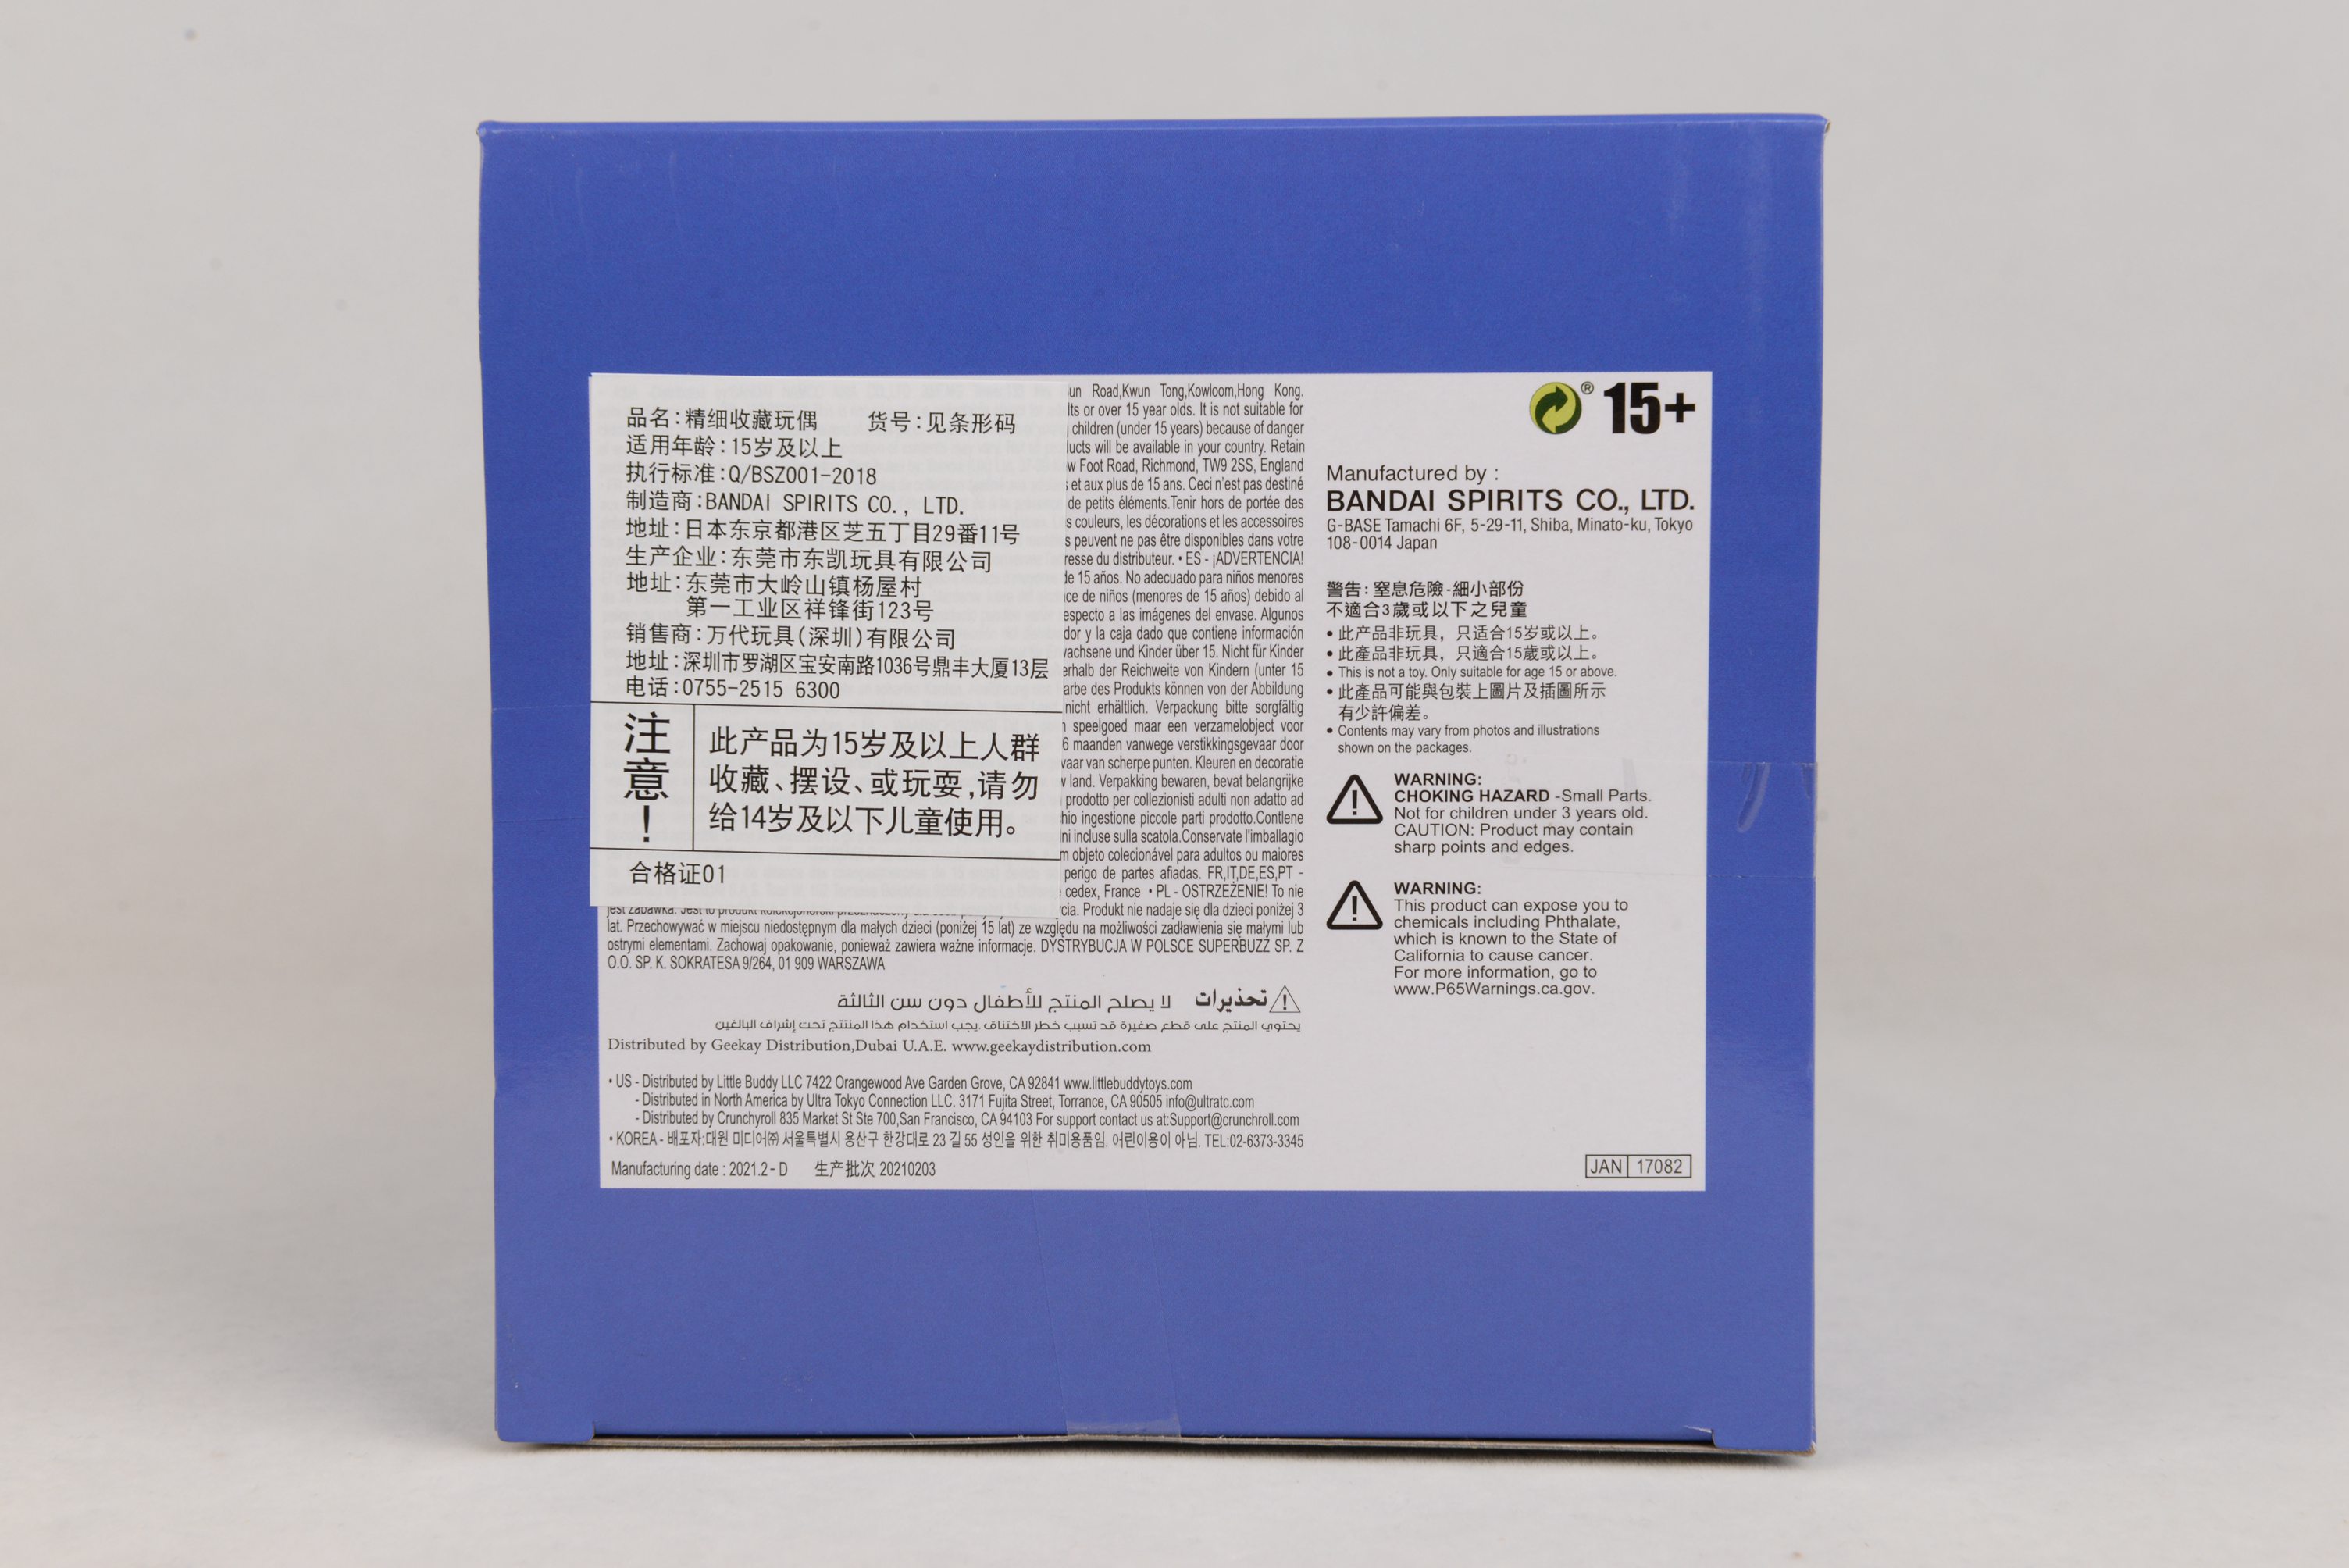 品名:精细收藏玩偶 货号:见条形码
适用年龄:15岁及以上
执行标准:Q/BSZ001-2018
制造商:BANDAI SPIRITS CO., LTD.
地址:日本东京都港区芝五丁目29番11号
生产企业:东莞市东凯玩具有限公司
地址:东莞市大岭山镇杨屋村
第一工业区祥锋街123号
销售商:万代玩具(深圳)有限公司
地址:深圳市罗湖区宝安南路1036号鼎丰大厦13层
电话:0755-2515 6300
注意!
此产品为15岁及以上人群
收藏、摆设、或玩耍,请勿
给14岁及以下儿童使用。
合格证01
Road,Kwun Tong,Kowloom,Hong Kong.
or over 15 year olds. It is not suitable for
children (under 15 years) because of danger
will be available in your country. Retain
Foot Road, Richmond, TW9 2SS, England
et aux plus de 15 ans. Ceci n'est pas destiné
de petits éléments.Tenir hors de portée des
couleurs, les décorations et les accessoires
peuvent ne pas être disponibles dans votre
resse du distributeur. • ES - ¡ADVERTENCIA!
de 15 años. No adecuado para niños menores
ce de niños (menores de 15 años) debido al
especto a las imágenes del envase. Algunos
dor y la caja dado que contiene información
wachsene und Kinder über 15. Nicht für Kinder
erhalb der Reichweite von Kindern (unter 15
arbe des Produkts können von der Abbildung
nicht erhältlich. Verpackung bitte sorgfältig
speelgoed maar een verzamelobject voor
6 maanden vanwege verstikkingsgevaar door
vaar van scherpe punten. Kleuren en decoratie
land. Verpakking bewaren, bevat belangrijke
prodotto per collezionisti adulti non adatto ad
hio ingestione piccole parti prodotto.Contiene
ni incluse sulla scatola.Conservate l'imballagio
objeto colecionável para adultos ou maiores
perigo de partes afiadas. FR,IT,DE,ES,PT -
cedex, France • PL - OSTRZEŻENIE! To nie
cia. Produkt nie nadaje się dla dzieci poniżej 3
lat. Przechowywać w miejscu niedostępnym dla małych dzieci (poniżej 15 lat) ze względu na możliwości zadławienia się małymi lub
ostrymi elementami. Zachowaj opakowanie, ponieważ zawiera ważne informacje. DYSTRYBUCJA W POLSCE SUPERBUZZ SP. Z
O.O. SP. K. SOKRATESA 9/264, 01 909 WARSZAWA
تحذيرات لا يصلح المنتج للأطفال دون سن الثالثة
يحتوي المنتج على قطع صغيرة قد تسبب خطر الاختناق. يجب استخدام هذا المنتتج تحت إشراف البالغين
Distributed by Geekay Distribution,Dubai U.A.E. www.geekaydistribution.com
• US - Distributed by Little Buddy LLC 7422 Orangewood Ave Garden Grove, CA 92841 www.littlebuddytoys.com
- Distributed in North America by Ultra Tokyo Connection LLC. 3171 Fujita Street, Torrance, CA 90505 info@ultratc.com
- Distributed by Crunchyroll 835 Market St Ste 700,San Francisco, CA 94103 For support contact us at:Support@crunchroll.com
• KOREA - 배포자:대원 미디어㈜ 서울특별시 용산구 한강대로 23 길 55 성인을 위한 취미용품임. 어린이용이 아님. TEL:02-6373-3345
Manufacturing date : 2021.2 - D 生产批次 20210203
® 15+
Manufactured by :
BANDAI SPIRITS CO., LTD.
G-BASE Tamachi 6F, 5-29-11, Shiba, Minato-ku, Tokyo
108-0014 Japan
警告:窒息危險-細小部份
不適合3歲或以下之兒童
• 此产品非玩具，只适合15岁或以上。
• 此產品非玩具，只適合15歲或以上。
• This is not a toy. Only suitable for age 15 or above.
• 此產品可能與包裝上圖片及插圖所示
有少許偏差。
• Contents may vary from photos and illustrations
shown on the packages.
WARNING:
CHOKING HAZARD -Small Parts.
Not for children under 3 years old.
CAUTION: Product may contain
sharp points and edges.
WARNING:
This product can expose you to
chemicals including Phthalate,
which is known to the State of
California to cause cancer.
For more information, go to
www.P65Warnings.ca.gov.
JAN 17082